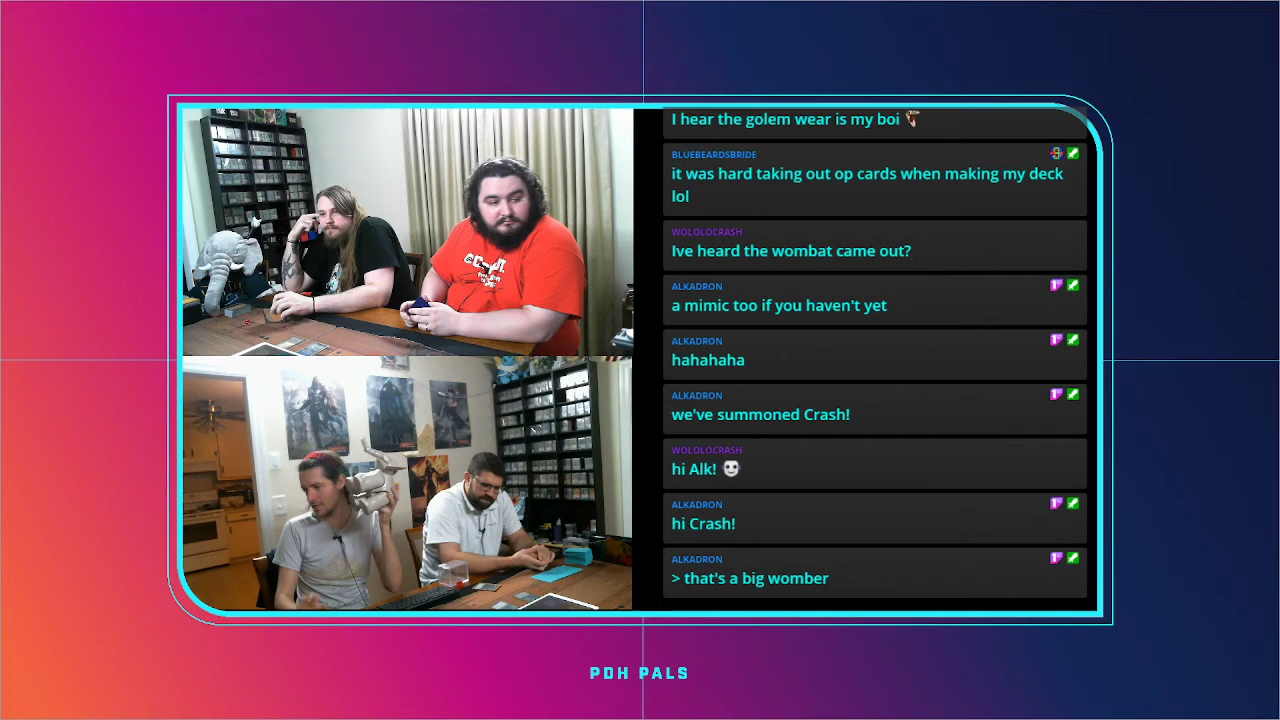 I hear the golem wear is my boi
BLUEBEARDSBRIDE
it was hard taking out op cards when making my deck
lol
WOLOLOCRASH
Ive heard the wombat came out?
ALKADRON
a mimic too if you haven't yet
ALKADRON
hahahaha
ALKADRON
we've summoned Crash!
WOLOLOCRASH
hi Alk!
ALKADRON
hi Crash!
ALKADRON
> that's a big womber
PDH PALS